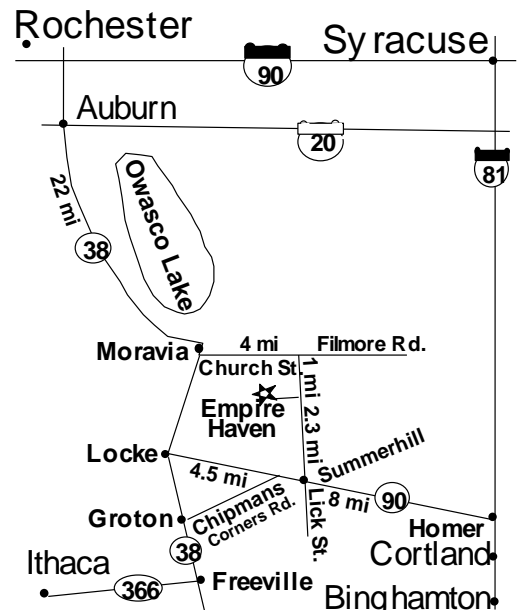 Rochester
Syracuse
90
Auburn
20
81
22 mi
Owasco Lake
38
4 mi
Filmore Rd.
Moravia
Church St.
1 mi
Empire
Haven
2.3 mi
Summerhill
Locke
4.5 mi
Lick St.
8 mi
90
Chipmans
Corners Rd.
Groton
Homer
38
Cortland
Ithaca
366
Freeville
Binghamton